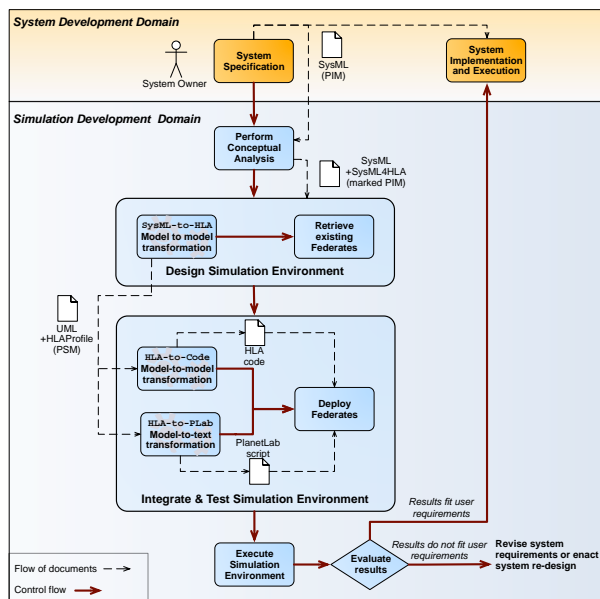 System Development Domain
System Owner
System
Specification
SysML
(PIM)
System
Implementation
and Execution
Simulation Development Domain
Perform
Conceptual
Analysis
SysML
+SysML4HLA
(marked PIM)
SysML-to-HLA
Model to model
transformation
Retrieve
existing
Federates
Design Simulation Environment
UML
+HLAProfile
(PSM)
HLA-to-Code
Model-to-model
transformation
HLA
code
HLA-to-PLab
Model-to-text
transformation
Deploy
Federates
PlanetLab
script
Integrate & Test Simulation Environment
Results fit user
requirements
Execute
Simulation
Environment
Evaluate
results
Results do not fit user
requirements
Revise system
requirements or enact
system re-design
Flow of documents
Control flow